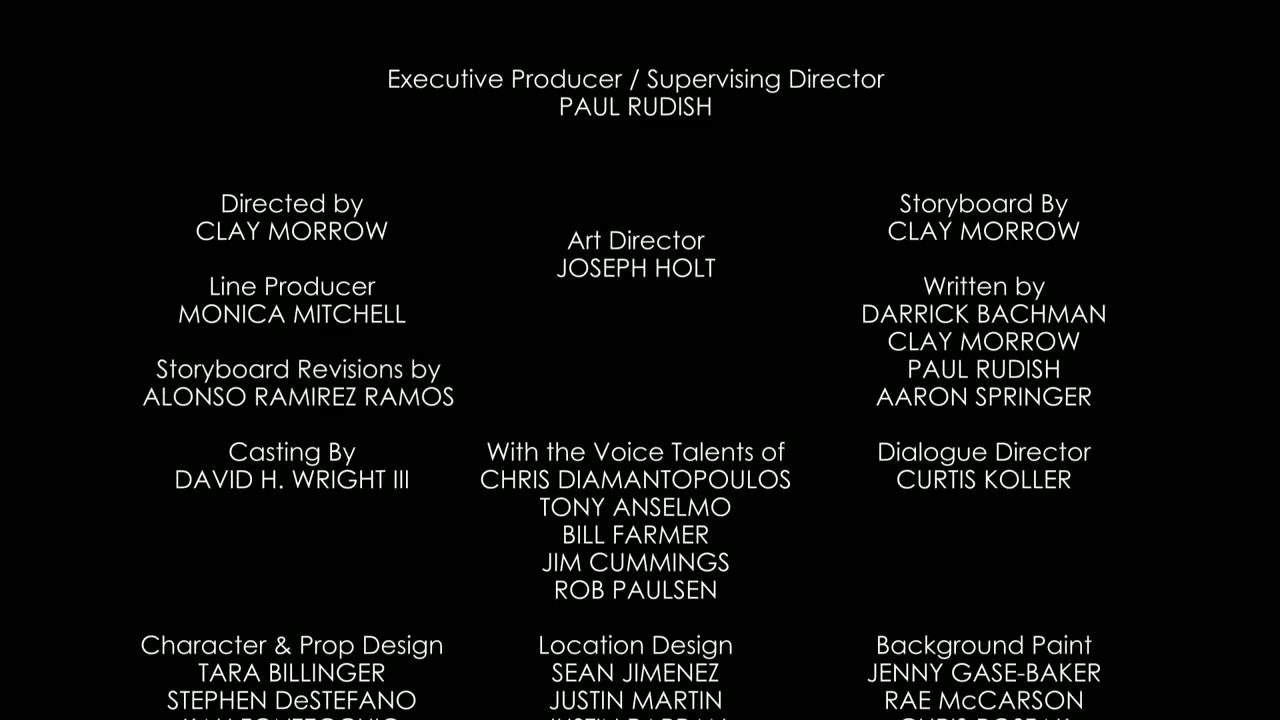 Executive Producer / Supervising Director
PAUL RUDISH
Directed by
CLAY MORROW
Line Producer
MONICA MITCHELL
Storyboard Revisions by
ALONSO RAMIREZ RAMOS
Art Director
JOSEPH HOLT
Storyboard By
CLAY MORROW
Written by
DARRICK BACHMAN
CLAY MORROW
PAUL RUDISH
AARON SPRINGER
Casting By
DAVID H. WRIGHT III
With the Voice Talents of
CHRIS DIAMANTOPOULOS
TONY ANSELMO
BILL FARMER
JIM CUMMINGS
ROB PAULSEN
Dialogue Director
CURTIS KOLLER
Character & Prop Design
TARA BILLINGER
STEPHEN DeSTEFANO
Location Design
SEAN JIMENEZ
JUSTIN MARTIN
Background Paint
JENNY GASE-BAKER
RAE McCARSON